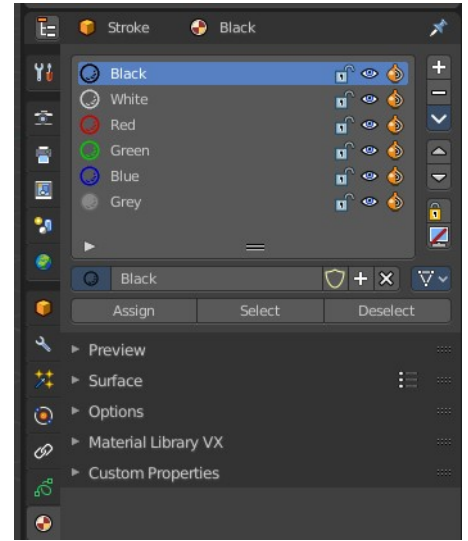 Stroke Black
Black
White
Red
Green
Blue
Grey
Black
Assign Select Deselect
Preview
Surface
Options
Material Library VX
Custom Properties